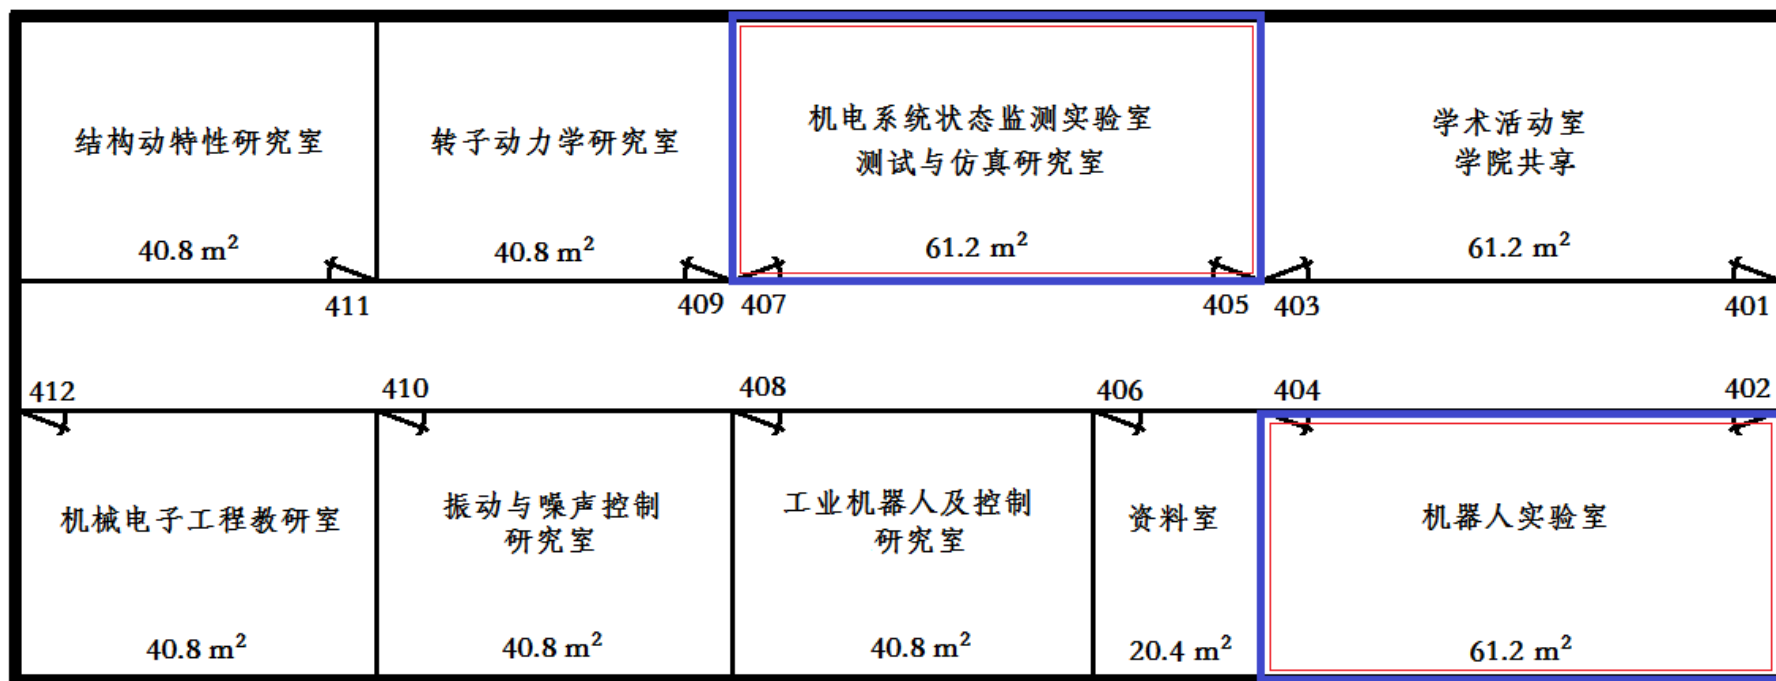 结构动特性研究室
40.8 m²
411
转子动力学研究室
40.8 m²
409
机电系统状态监测实验室
测试与仿真研究室
61.2 m²
407
405
学术活动室
学院共享
61.2 m²
403
401
412
机械电子工程教研室
40.8 m²
410
振动与噪声控制
研究室
40.8 m²
408
工业机器人及控制
研究室
40.8 m²
406
资料室
20.4 m²
404
402
机器人实验室
61.2 m²